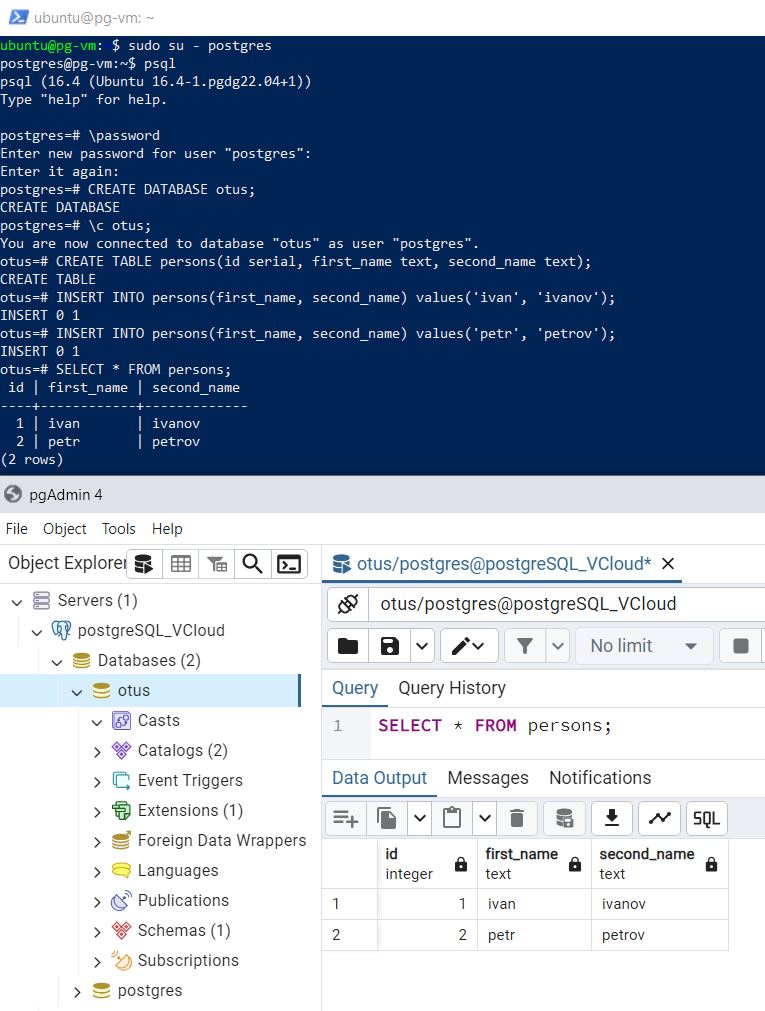 ubuntu@pg-vm: ~
ubuntu@pg-vm: $ sudo su - postgres
postgres@pg-vm:~$ psql
psql (16.4 (Ubuntu 16.4-1.pgdg22.04+1))
Type "help" for help.
postgres=# \password
Enter new password for user "postgres":
Enter it again:
postgres=# CREATE DATABASE otus;
CREATE DATABASE
postgres=# \c otus;
You are now connected to database "otus" as user "postgres".
otus=# CREATE TABLE persons(id serial, first_name text, second_name text);
CREATE TABLE
otus=# INSERT INTO persons(first_name, second_name) values('ivan', 'ivanov');
INSERT 0 1
otus=# INSERT INTO persons(first_name, second_name) values('petr', 'petrov');
INSERT 0 1
otus=# SELECT * FROM persons;
id | first_name | second_name
----+------------+-------------
1 | ivan | ivanov
2 | petr | petrov
(2 rows)
pgAdmin 4
File Object Tools Help
Object Explorer
Servers (1)
postgreSQL_VCloud
Databases (2)
otus
Casts
Catalogs (2)
Event Triggers
Extensions (1)
Foreign Data Wrappers
Languages
Publications
Schemas (1)
Subscriptions
postgres
otus/postgres@postgreSQL_VCloud*
otus/postgres@postgreSQL_VCloud
No limit
Query Query History
1 SELECT * FROM persons;
Data Output Messages Notifications
SQL
id first_name second_name
integer text text
1 1 ivan ivanov
2 2 petr petrov